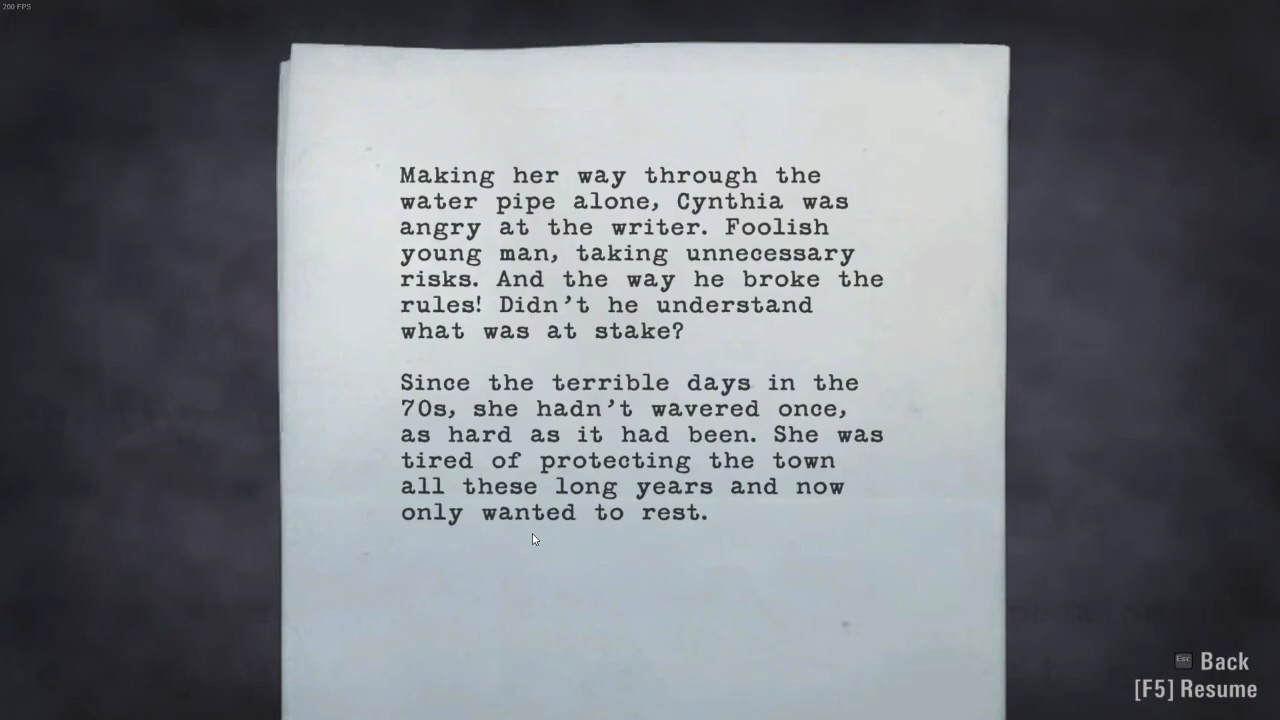 200 FPS
Making her way through the
water pipe alone, Cynthia was
angry at the writer. Foolish
young man, taking unnecessary
risks. And the way he broke the
rules! Didn't he understand
what was at stake?
Since the terrible days in the
70s, she hadn't wavered once,
as hard as it had been. She was
tired of protecting the town
all these long years and now
only wanted to rest.
Esc Back
[F5] Resume